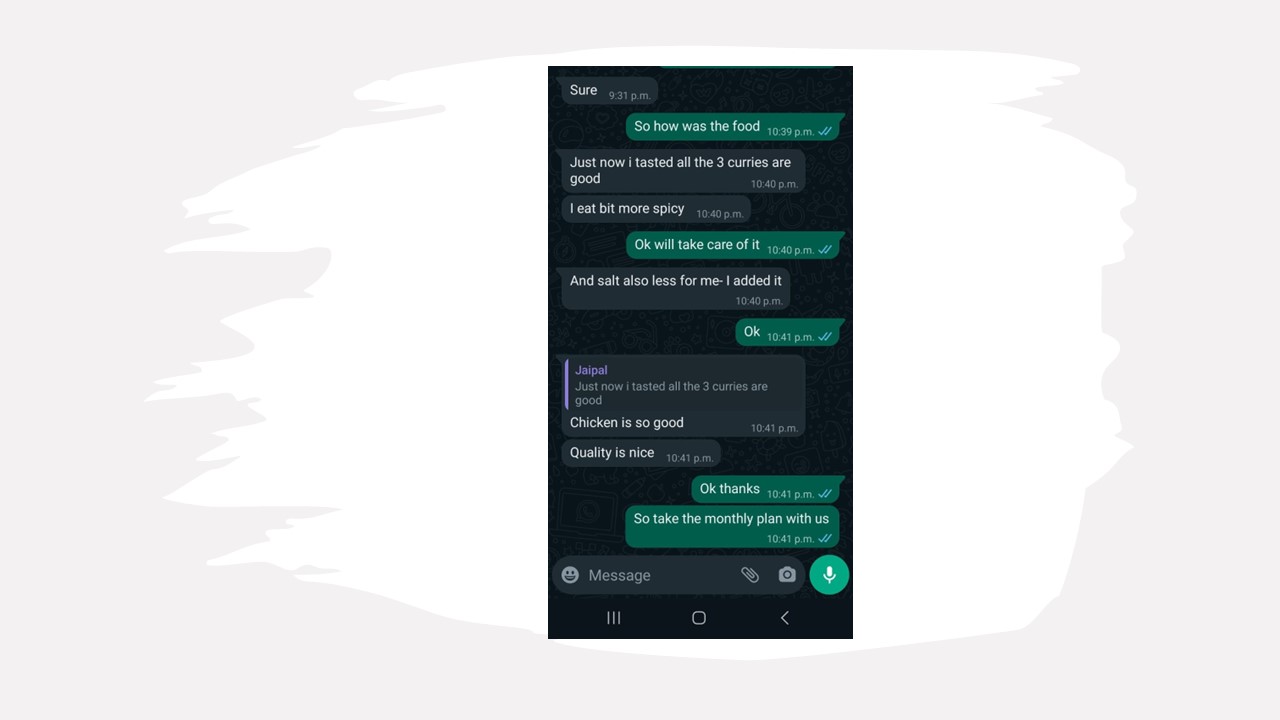 Sure 9:31 p.m.
So how was the food 10:39 p.m.
Just now i tasted all the 3 curries are
good 10:40 p.m.
I eat bit more spicy 10:40 p.m.
Ok will take care of it 10:40 p.m.
And salt also less for me- I added it
10:40 p.m.
Ok 10:41 p.m.
Jaipal
Just now i tasted all the 3 curries are
good
Chicken is so good 10:41 p.m.
Quality is nice 10:41 p.m.
Ok thanks 10:41 p.m.
So take the monthly plan with us
10:41 p.m.
Message